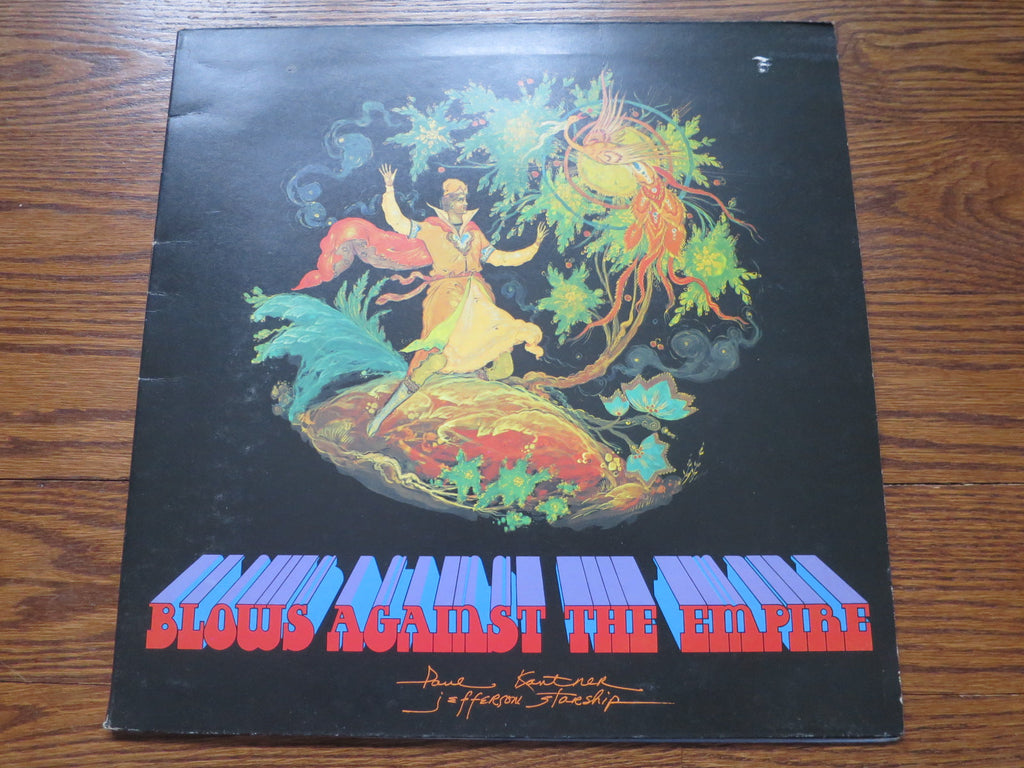 BLOWS AGAINST THE EMPIRE
Paul Kantner
jefferson starship